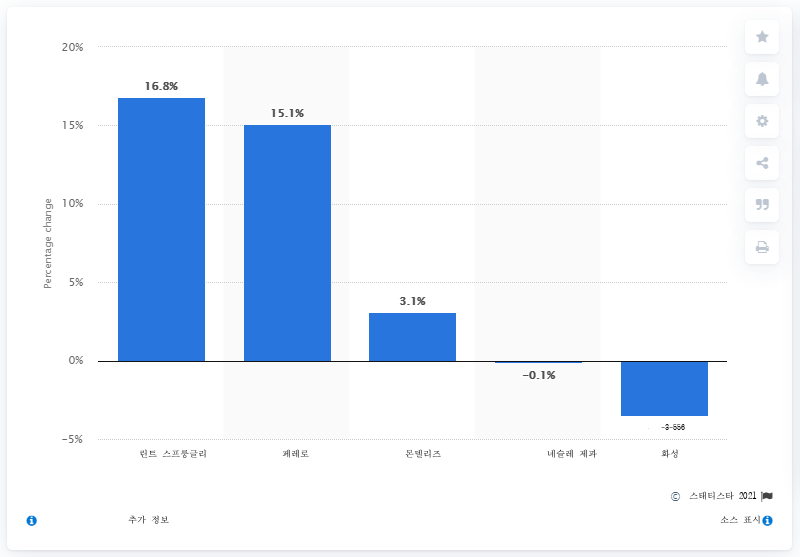 20%
16.8%
15.1%
15%
10%
Percentage change
5%
3.1%
0%
-0.1%
-5%
린트 스프룽글리
페레로
몬델리즈
네슬레 제과
화성
© 스태티스타 2021
추가 정보
소스 표시